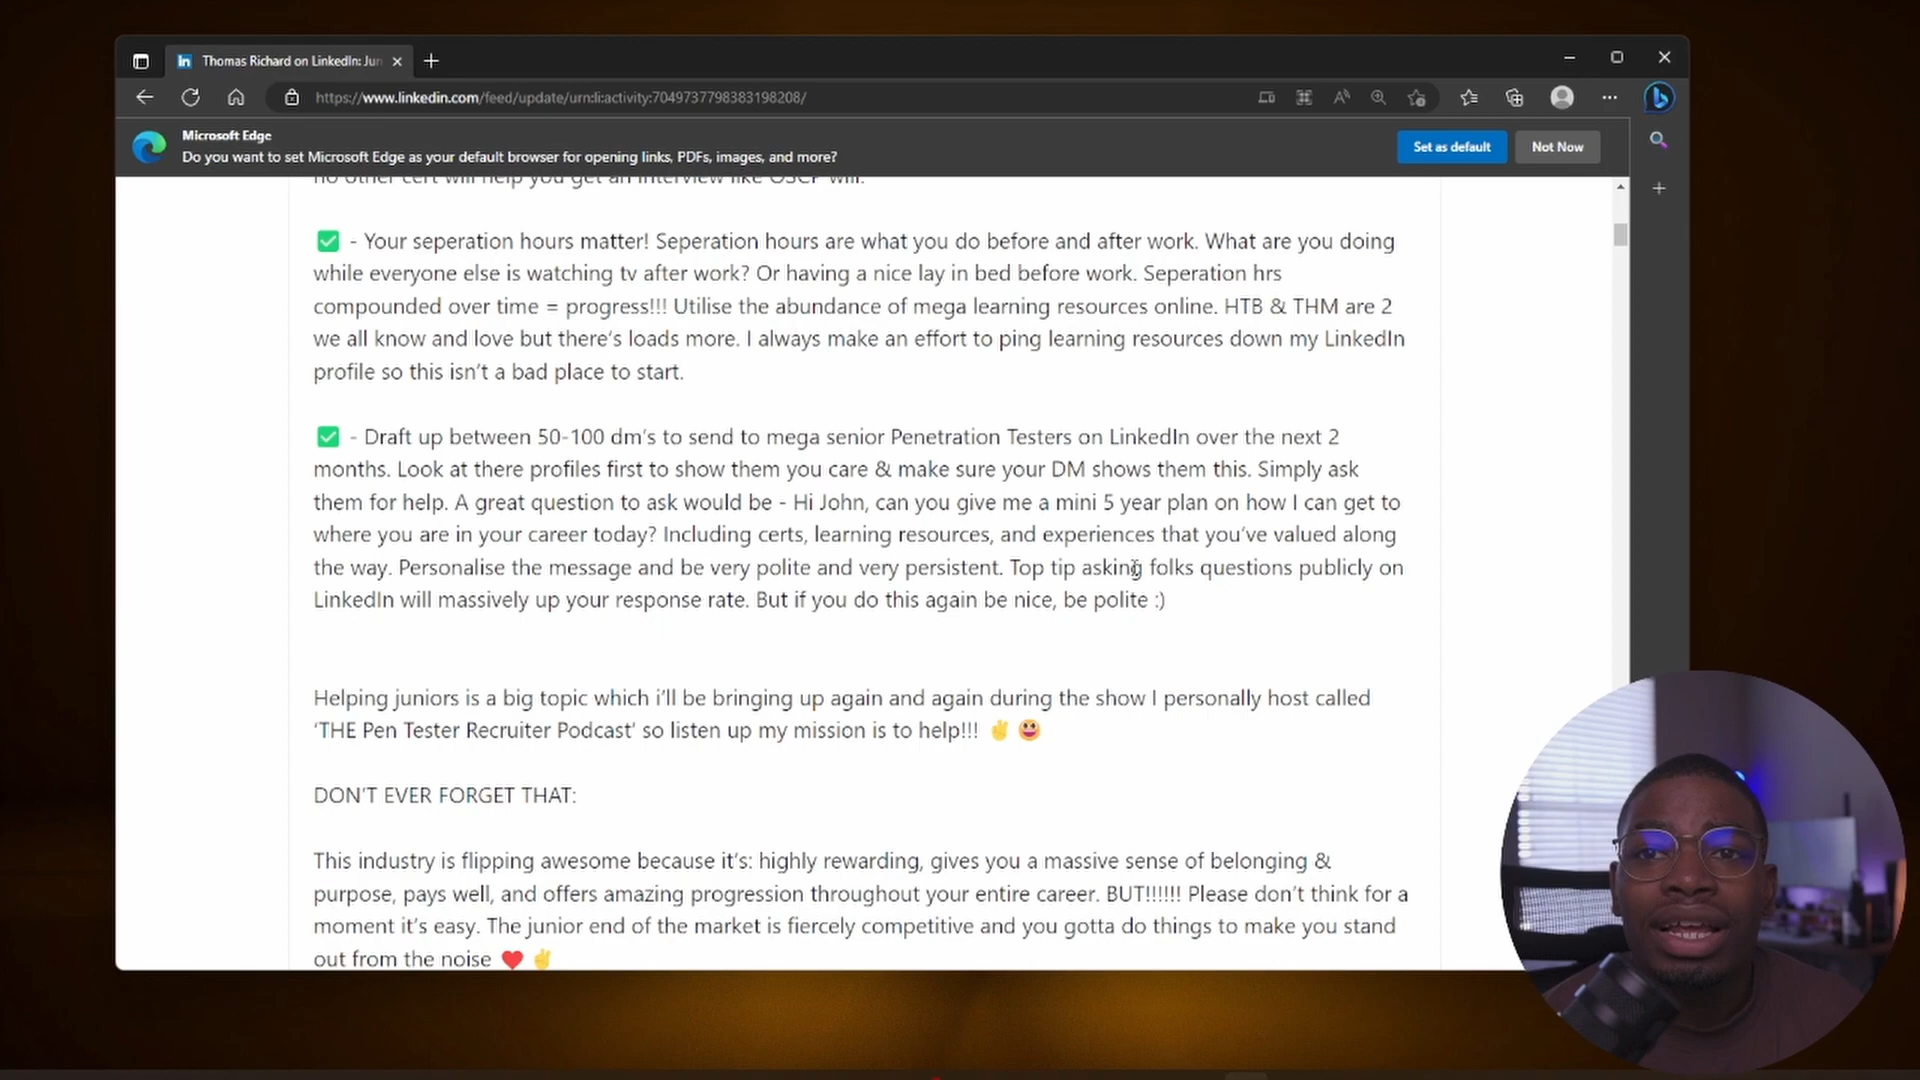 Thomas Richard on LinkedIn: Jun
https://www.linkedin.com/feed/update/urn:li:activity:7049737798383198208/
Microsoft Edge
Do you want to set Microsoft Edge as your default browser for opening links, PDFs, images, and more?
Set as default
Not Now
no other cert will help you get an interview like OSCP will.
✅ - Your seperation hours matter! Seperation hours are what you do before and after work. What are you doing
while everyone else is watching tv after work? Or having a nice lay in bed before work. Seperation hrs
compounded over time = progress!!! Utilise the abundance of mega learning resources online. HTB & THM are 2
we all know and love but there's loads more. I always make an effort to ping learning resources down my LinkedIn
profile so this isn't a bad place to start.
✅ - Draft up between 50-100 dm's to send to mega senior Penetration Testers on LinkedIn over the next 2
months. Look at there profiles first to show them you care & make sure your DM shows them this. Simply ask
them for help. A great question to ask would be - Hi John, can you give me a mini 5 year plan on how I can get to
where you are in your career today? Including certs, learning resources, and experiences that you've valued along
the way. Personalise the message and be very polite and very persistent. Top tip asking folks questions publicly on
LinkedIn will massively up your response rate. But if you do this again be nice, be polite :)
Helping juniors is a big topic which i'll be bringing up again and again during the show I personally host called
'THE Pen Tester Recruiter Podcast' so listen up my mission is to help!!! ✌️ 😃
DON'T EVER FORGET THAT:
This industry is flipping awesome because it's: highly rewarding, gives you a massive sense of belonging &
purpose, pays well, and offers amazing progression throughout your entire career. BUT!!!!!! Please don't think for a
moment it's easy. The junior end of the market is fiercely competitive and you gotta do things to make you stand
out from the noise ❤️ ✌️